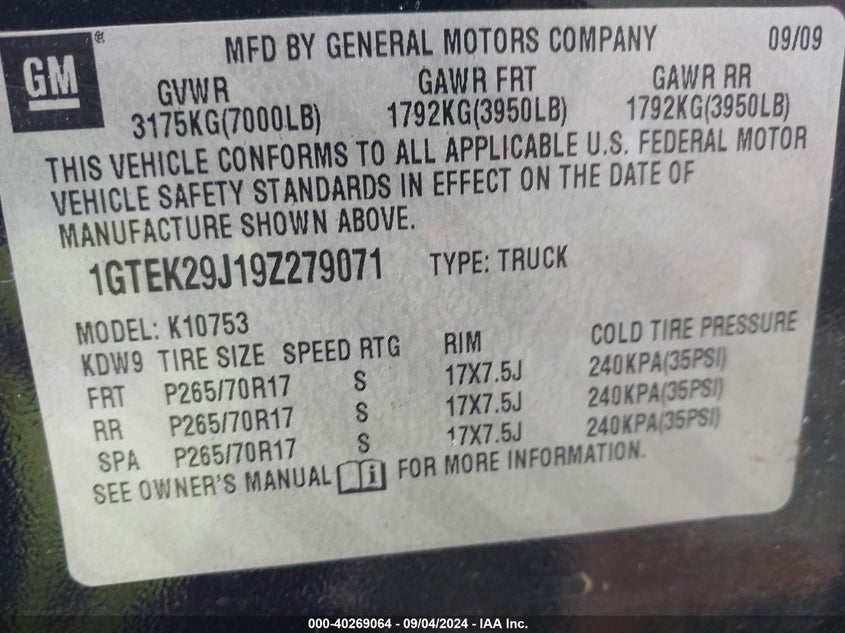 GM®
MFD BY GENERAL MOTORS COMPANY 09/09
GVWR GAWR FRT GAWR RR
3175KG(7000LB) 1792KG(3950LB) 1792KG(3950LB)
THIS VEHICLE CONFORMS TO ALL APPLICABLE U.S. FEDERAL MOTOR
VEHICLE SAFETY STANDARDS IN EFFECT ON THE DATE OF
MANUFACTURE SHOWN ABOVE.
1GTEK29J19Z279071 TYPE: TRUCK
MODEL: K10753
KDW9 TIRE SIZE SPEED RTG RIM COLD TIRE PRESSURE
FRT P265/70R17 S 17X7.5J 240KPA(35PSI)
RR P265/70R17 S 17X7.5J 240KPA(35PSI)
SPA P265/70R17 S 17X7.5J 240KPA(35PSI)
SEE OWNER'S MANUAL i FOR MORE INFORMATION.
000-40269064 - 09/04/2024 - IAA Inc.